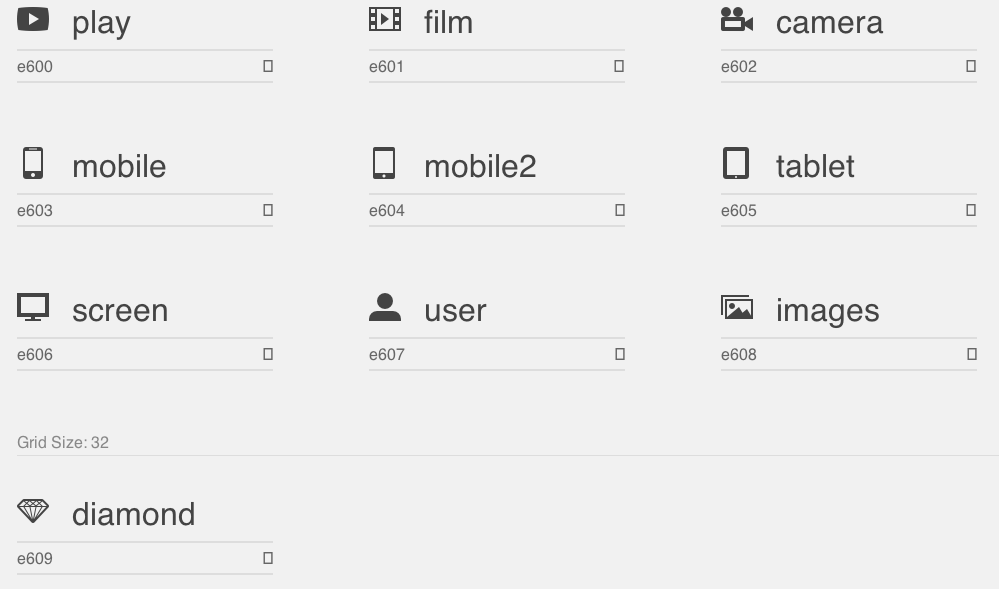 play film camera
e600 e601 e602
mobile mobile2 tablet
e603 e604 e605
screen user images
e606 e607 e608
Grid Size: 32
diamond
e609